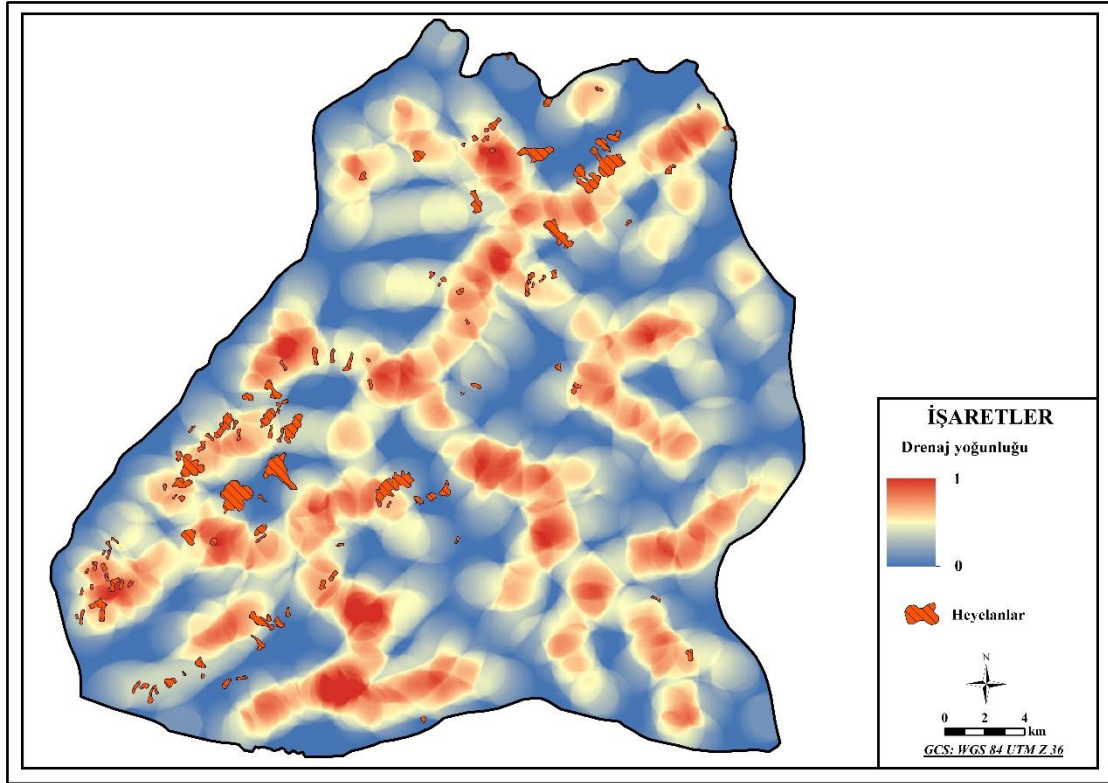 İŞARETLER
Drenaj yoğunluğu
1
0
Heyelanlar
N
0 2 4
km
GCS: WGS 84 UTM Z 36